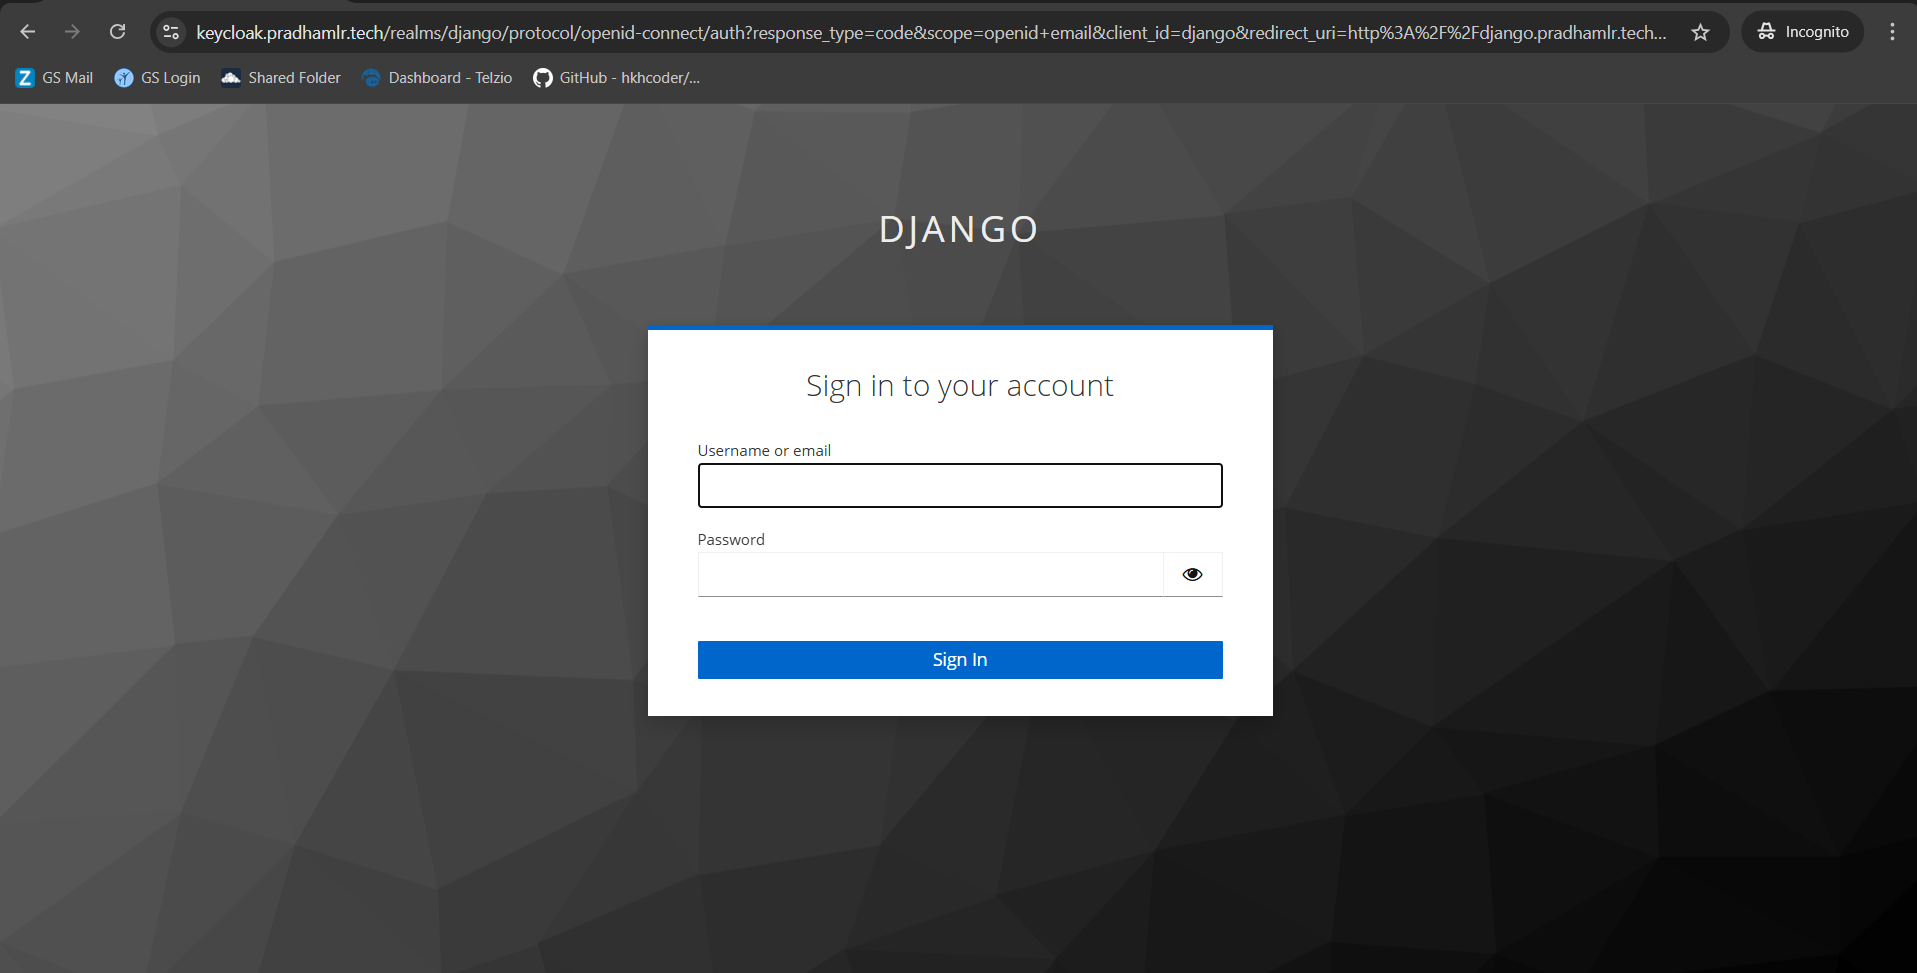 keycloak.pradhamlr.tech/realms/django/protocol/openid-connect/auth?response_type=code&scope=openid+email&client_id=django&redirect_uri=http%3A%2F%2Fdjango.pradhamlr.tech...
Incognito
GS Mail
GS Login
Shared Folder
Dashboard - Telzio
GitHub - hkhcoder/...
DJANGO
Sign in to your account
Username or email
Password
Sign In